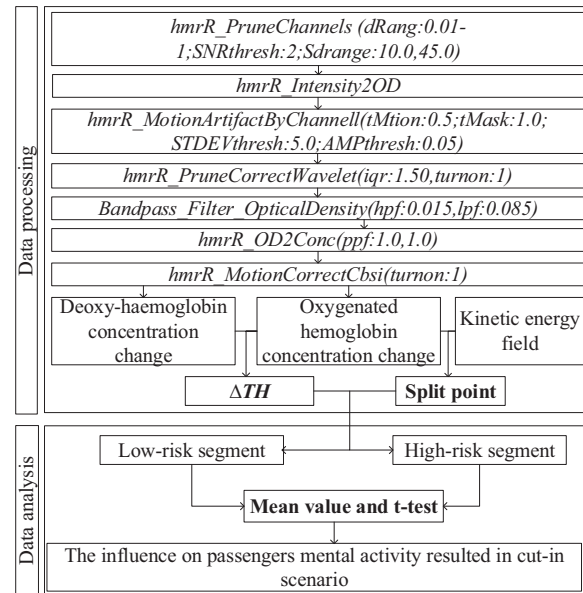 Data processing
hmrR_PruneChannels (dRang:0.01-
1;SNRthresh:2;Sdrange:10.0,45.0)
hmrR_Intensity2OD
hmrR_MotionArtifactByChannell(tMtion:0.5;tMask:1.0;
STDEVthresh:5.0;AMPthresh:0.05)
hmrR_PruneCorrectWavelet(iqr:1.50,turnon:1)
Bandpass_Filter_OpticalDensity(hpf:0.015,lpf:0.085)
hmrR_OD2Conc(ppf:1.0,1.0)
hmrR_MotionCorrectCbsi(turnon:1)
Deoxy-haemoglobin
concentration
change
Oxygenated
hemoglobin
concentration change
Kinetic energy
field
ΔTH
Split point
Data analysis
Low-risk segment
High-risk segment
Mean value and t-test
The influence on passengers mental activity resulted in cut-in
scenario